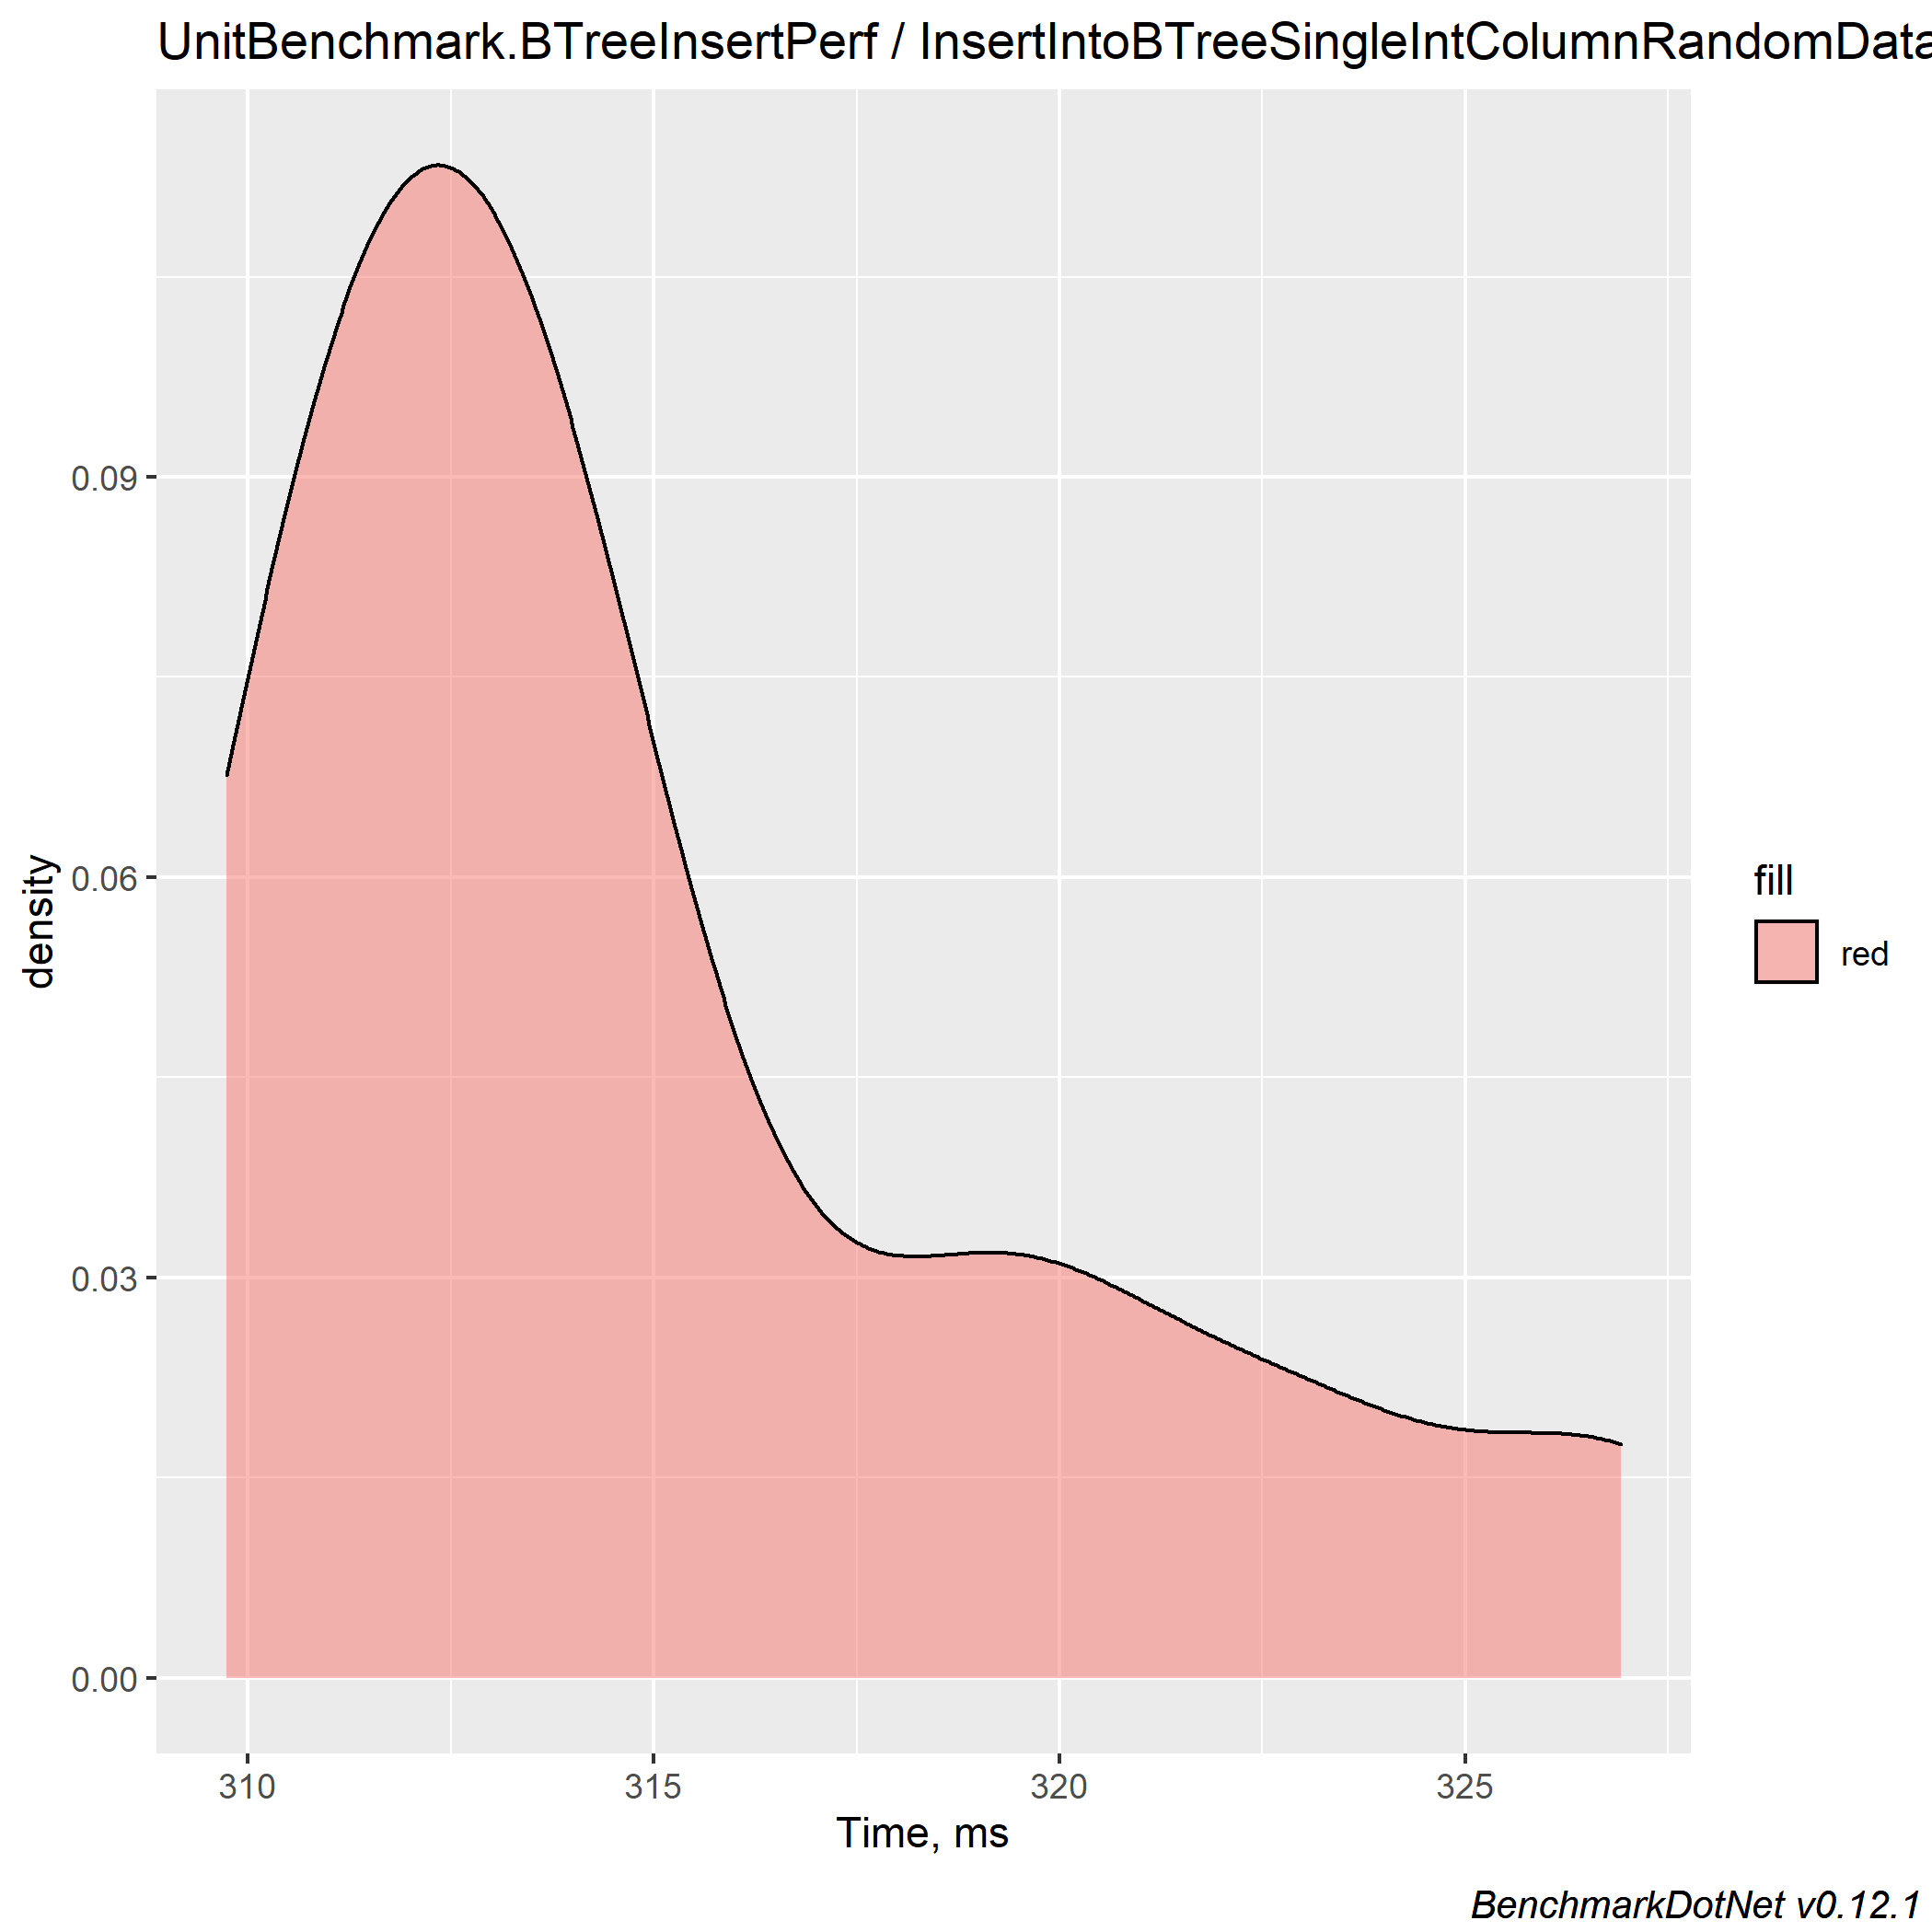 UnitBenchmark.BTreeInsertPerf / InsertIntoBTreeSingleIntColumnRandomData
density
0.09
0.06
0.03
0.00
310 315 320 325
Time, ms
fill
red
BenchmarkDotNet v0.12.1